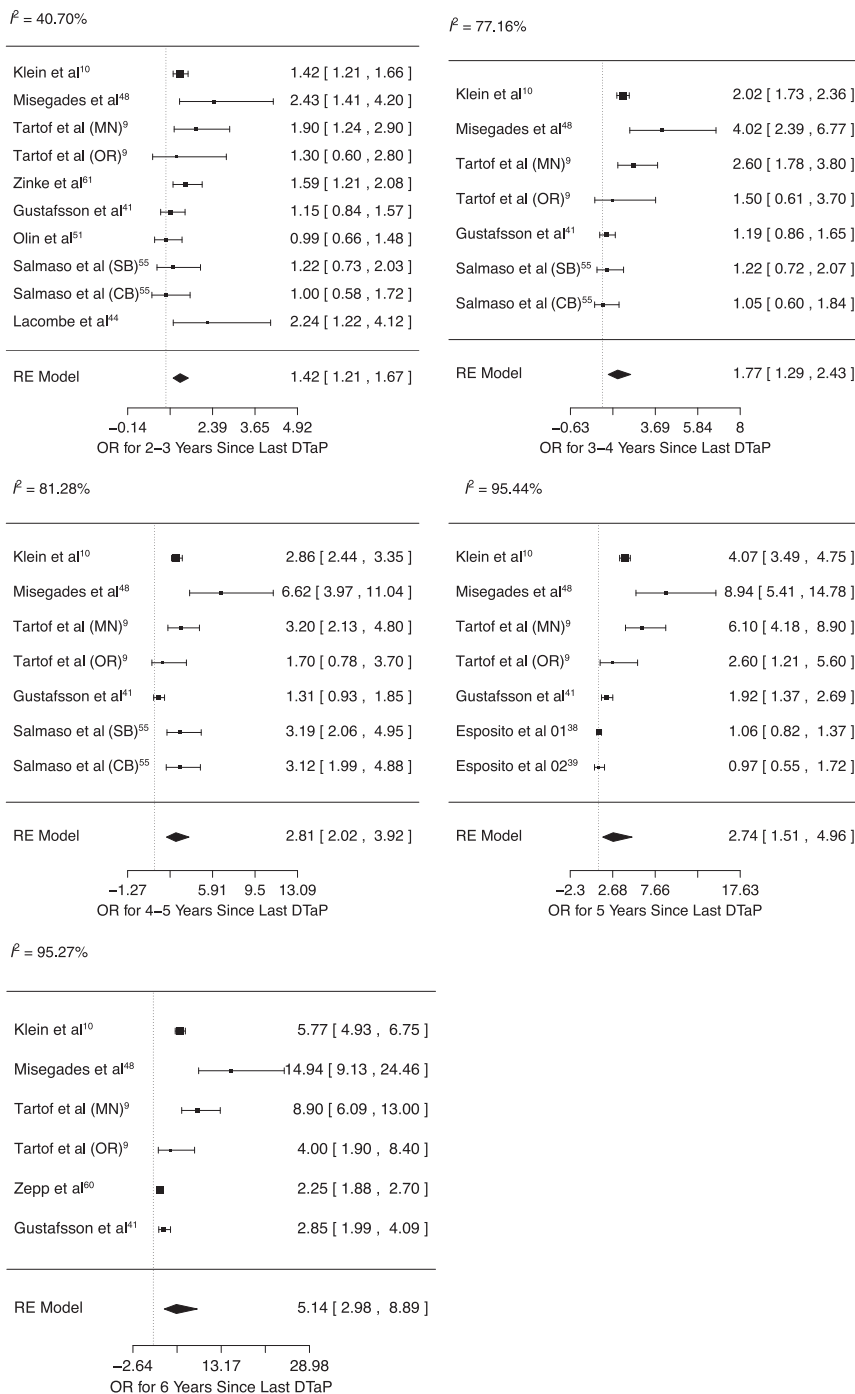 I² = 40.70%
Klein et al¹⁰ 1.42 [ 1.21 , 1.66 ]
Misegades et al⁴⁸ 2.43 [ 1.41 , 4.20 ]
Tartof et al (MN)⁹ 1.90 [ 1.24 , 2.90 ]
Tartof et al (OR)⁹ 1.30 [ 0.60 , 2.80 ]
Zinke et al⁶¹ 1.59 [ 1.21 , 2.08 ]
Gustafsson et al⁴¹ 1.15 [ 0.84 , 1.57 ]
Olin et al⁵¹ 0.99 [ 0.66 , 1.48 ]
Salmaso et al (SB)⁵⁵ 1.22 [ 0.73 , 2.03 ]
Salmaso et al (CB)⁵⁵ 1.00 [ 0.58 , 1.72 ]
Lacombe et al⁴⁴ 2.24 [ 1.22 , 4.12 ]
RE Model 1.42 [ 1.21 , 1.67 ]
−0.14 2.39 3.65 4.92
OR for 2–3 Years Since Last DTaP
I² = 77.16%
Klein et al¹⁰ 2.02 [ 1.73 , 2.36 ]
Misegades et al⁴⁸ 4.02 [ 2.39 , 6.77 ]
Tartof et al (MN)⁹ 2.60 [ 1.78 , 3.80 ]
Tartof et al (OR)⁹ 1.50 [ 0.61 , 3.70 ]
Gustafsson et al⁴¹ 1.19 [ 0.86 , 1.65 ]
Salmaso et al (SB)⁵⁵ 1.22 [ 0.72 , 2.07 ]
Salmaso et al (CB)⁵⁵ 1.05 [ 0.60 , 1.84 ]
RE Model 1.77 [ 1.29 , 2.43 ]
−0.63 3.69 5.84 8
OR for 3–4 Years Since Last DTaP
I² = 81.28%
Klein et al¹⁰ 2.86 [ 2.44 , 3.35 ]
Misegades et al⁴⁸ 6.62 [ 3.97 , 11.04 ]
Tartof et al (MN)⁹ 3.20 [ 2.13 , 4.80 ]
Tartof et al (OR)⁹ 1.70 [ 0.78 , 3.70 ]
Gustafsson et al⁴¹ 1.31 [ 0.93 , 1.85 ]
Salmaso et al (SB)⁵⁵ 3.19 [ 2.06 , 4.95 ]
Salmaso et al (CB)⁵⁵ 3.12 [ 1.99 , 4.88 ]
RE Model 2.81 [ 2.02 , 3.92 ]
−1.27 5.91 9.5 13.09
OR for 4–5 Years Since Last DTaP
I² = 95.44%
Klein et al¹⁰ 4.07 [ 3.49 , 4.75 ]
Misegades et al⁴⁸ 8.94 [ 5.41 , 14.78 ]
Tartof et al (MN)⁹ 6.10 [ 4.18 , 8.90 ]
Tartof et al (OR)⁹ 2.60 [ 1.21 , 5.60 ]
Gustafsson et al⁴¹ 1.92 [ 1.37 , 2.69 ]
Esposito et al 01³⁸ 1.06 [ 0.82 , 1.37 ]
Esposito et al 02³⁹ 0.97 [ 0.55 , 1.72 ]
RE Model 2.74 [ 1.51 , 4.96 ]
−2.3 2.68 7.66 17.63
OR for 5 Years Since Last DTaP
I² = 95.27%
Klein et al¹⁰ 5.77 [ 4.93 , 6.75 ]
Misegades et al⁴⁸ 14.94 [ 9.13 , 24.46 ]
Tartof et al (MN)⁹ 8.90 [ 6.09 , 13.00 ]
Tartof et al (OR)⁹ 4.00 [ 1.90 , 8.40 ]
Zepp et al⁶⁰ 2.25 [ 1.88 , 2.70 ]
Gustafsson et al⁴¹ 2.85 [ 1.99 , 4.09 ]
RE Model 5.14 [ 2.98 , 8.89 ]
−2.64 13.17 28.98
OR for 6 Years Since Last DTaP